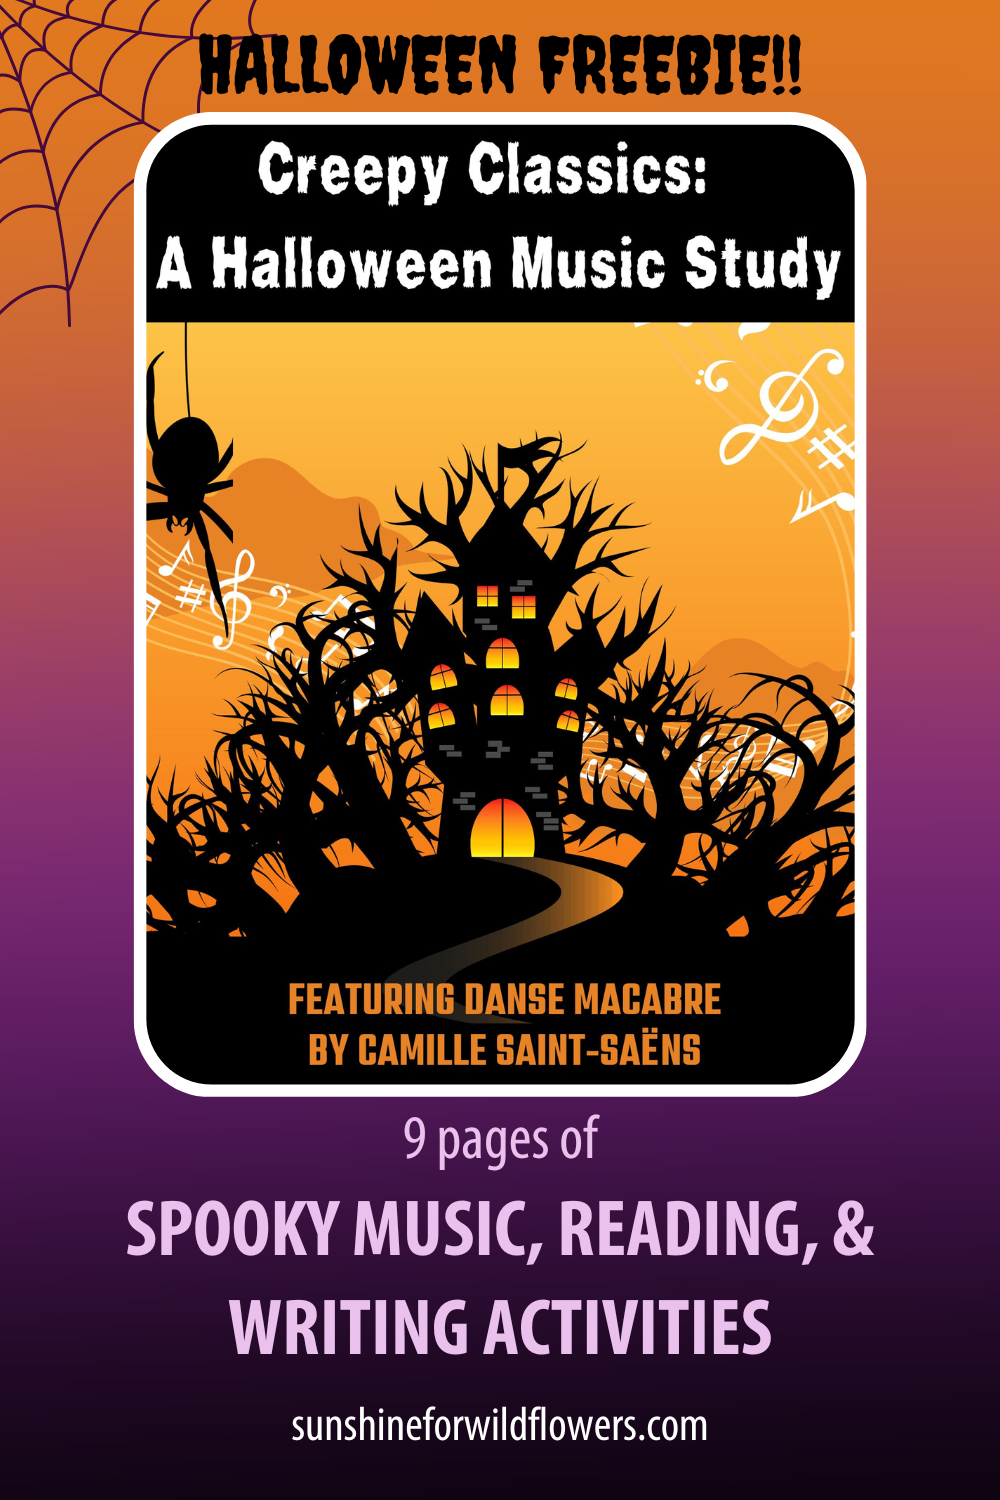 HALLOWEEN FREEBIE!!
Creepy Classics:
A Halloween Music Study
FEATURING DANSE MACABRE
BY CAMILLE SAINT-SAËNS
9 pages of
SPOOKY MUSIC, READING, &
WRITING ACTIVITIES
sunshineforwildflowers.com